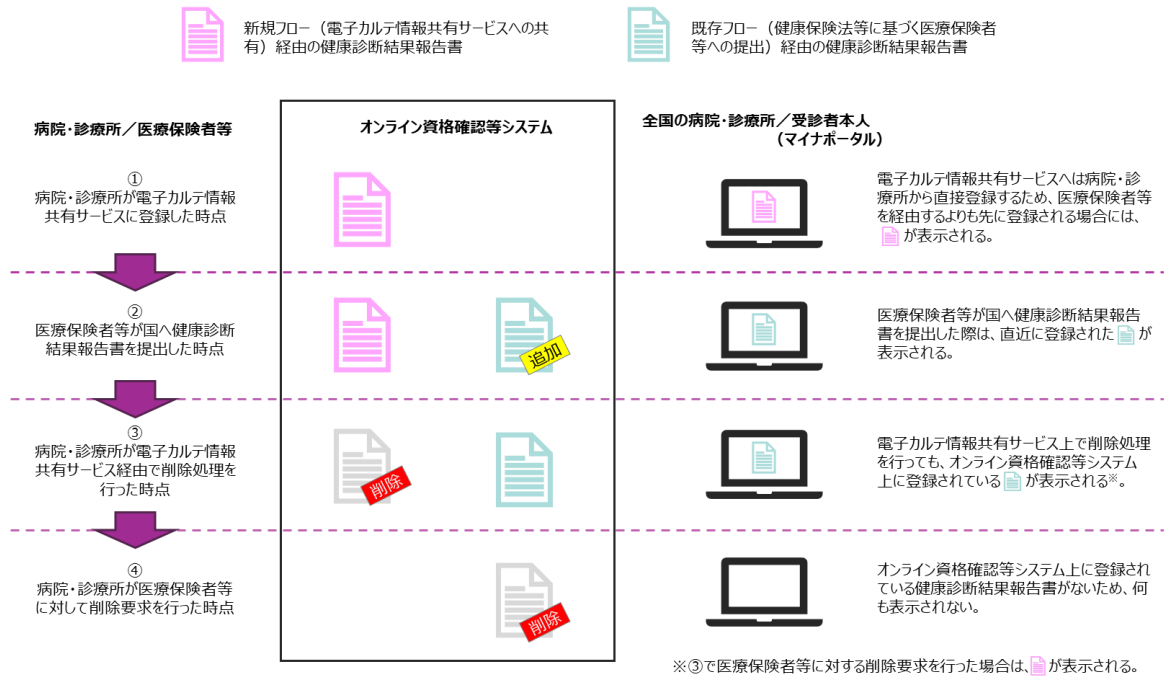 新規フロー（電子カルテ情報共有サービスへの共
有）経由の健康診断結果報告書
既存フロー（健康保険法等に基づく医療保険者
等への提出）経由の健康診断結果報告書
病院・診療所／医療保険者等
オンライン資格確認等システム
全国の病院・診療所／受診者本人
（マイナポータル）
①
病院・診療所が電子カルテ情報
共有サービスに登録した時点
電子カルテ情報共有サービスへは病院・診
療所から直接登録するため、医療保険者等
を経由するよりも先に登録される場合には、
が表示される。
②
医療保険者等が国へ健康診断
結果報告書を提出した時点
追加
医療保険者等が国へ健康診断結果報告
書を提出した際は、直近に登録された が
表示される。
③
病院・診療所が電子カルテ情報
共有サービス経由で削除処理を
行った時点
削除
電子カルテ情報共有サービス上で削除処理
を行っても、オンライン資格確認等システム
上に登録されている が表示される※。
④
病院・診療所が医療保険者等
に対して削除要求を行った時点
削除
オンライン資格確認等システム上に登録され
ている健康診断結果報告書がないため、何
も表示されない。
※③で医療保険者等に対する削除要求を行った場合は、 が表示される。